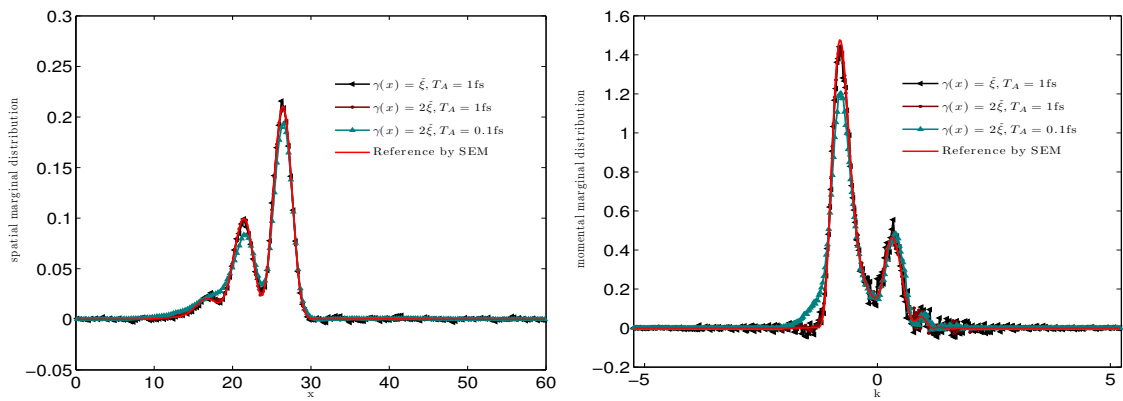 0.3
0.25
0.2
0.15
0.1
0.05
0
−0.05
spatial marginal distribution
γ(x) = ξ̃, T_A = 1fs
γ(x) = 2ξ̃, T_A = 1fs
γ(x) = 2ξ̃, T_A = 0.1fs
Reference by SEM
0 10 20 30 40 50 60
x
1.6
1.4
1.2
1
0.8
0.6
0.4
0.2
0
−0.2
momental marginal distribution
γ(x) = ξ̃, T_A = 1fs
γ(x) = 2ξ̃, T_A = 1fs
γ(x) = 2ξ̃, T_A = 0.1fs
Reference by SEM
−5 0 5
k